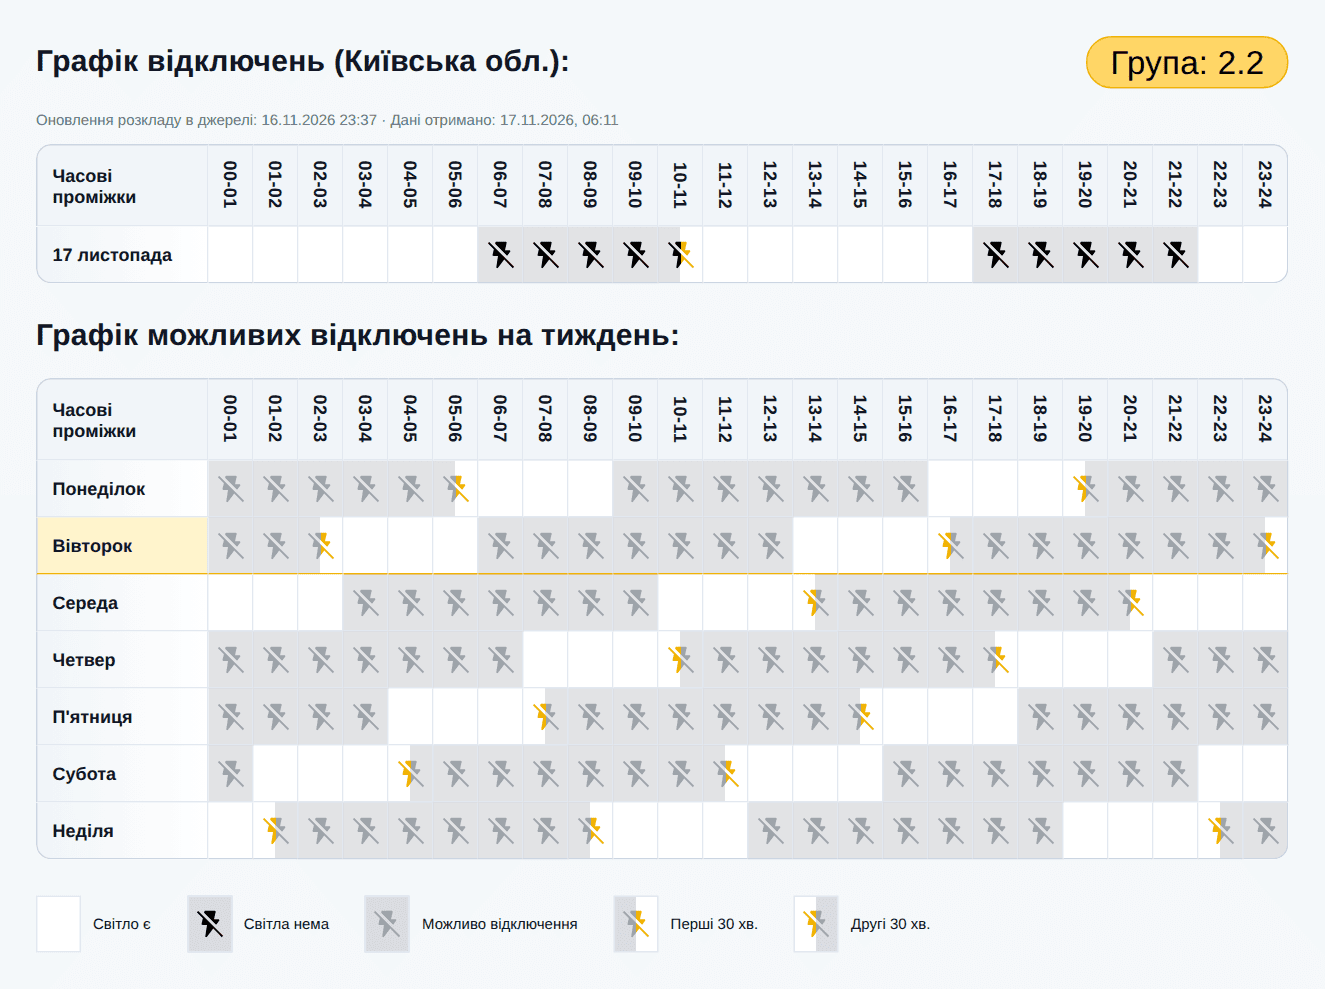 Графік відключень (Київська обл.):
Група: 2.2
Оновлення розкладу в джерелі: 16.11.2026 23:37 · Дані отримано: 17.11.2026, 06:11
Часові
проміжки
00-01
01-02
02-03
03-04
04-05
05-06
06-07
07-08
08-09
09-10
10-11
11-12
12-13
13-14
14-15
15-16
16-17
17-18
18-19
19-20
20-21
21-22
22-23
23-24
17 листопада
Графік можливих відключень на тиждень:
Часові
проміжки
00-01
01-02
02-03
03-04
04-05
05-06
06-07
07-08
08-09
09-10
10-11
11-12
12-13
13-14
14-15
15-16
16-17
17-18
18-19
19-20
20-21
21-22
22-23
23-24
Понеділок
Вівторок
Середа
Четвер
П'ятниця
Субота
Неділя
Світло є
Світла нема
Можливо відключення
Перші 30 хв.
Другі 30 хв.